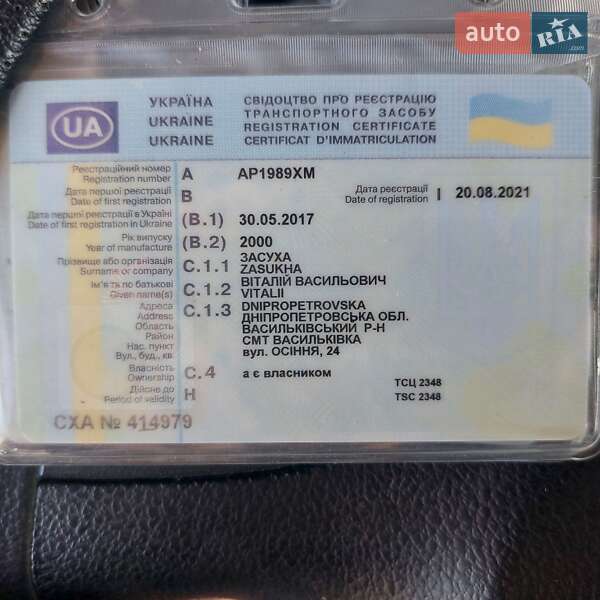 auto RIA .com
УКРАЇНА
UKRAINE
UKRAINE
СВІДОЦТВО ПРО РЕЄСТРАЦІЮ
ТРАНСПОРТНОГО ЗАСОБУ
REGISTRATION CERTIFICATE
CERTIFICAT D'IMMATRICULATION
UA
Реєстраційний номер
Registration number
A
AP1989XM
Дата першої реєстрації
Date of first registration
B
Дата реєстрації
Date of registration
I
20.08.2021
Дата першої реєстрації в Україні
Date of first registration in Ukraine
(B.1)
30.05.2017
Рік випуску
Year of manufacture
(B.2)
2000
Прізвище або організація
Surname or company
C.1.1
ЗАСУХА
ZASUKHA
Ім'я та по батькові
Given name(s)
C.1.2
ВІТАЛІЙ ВАСИЛЬОВИЧ
VITALII
Адреса
Address
Область
Район
Нас. пункт
Вул., буд., кв
C.1.3
DNIPROPETROVSKA
ДНІПРОПЕТРОВСЬКА ОБЛ.
ВАСИЛЬКІВСЬКИЙ Р-Н
СМТ ВАСИЛЬКІВКА
вул. ОСІННЯ, 24
Власність
Ownership
C.4
а є власником
Дійсне до
Period of validity
H
ТСЦ 2348
TSC 2348
СХА № 414979